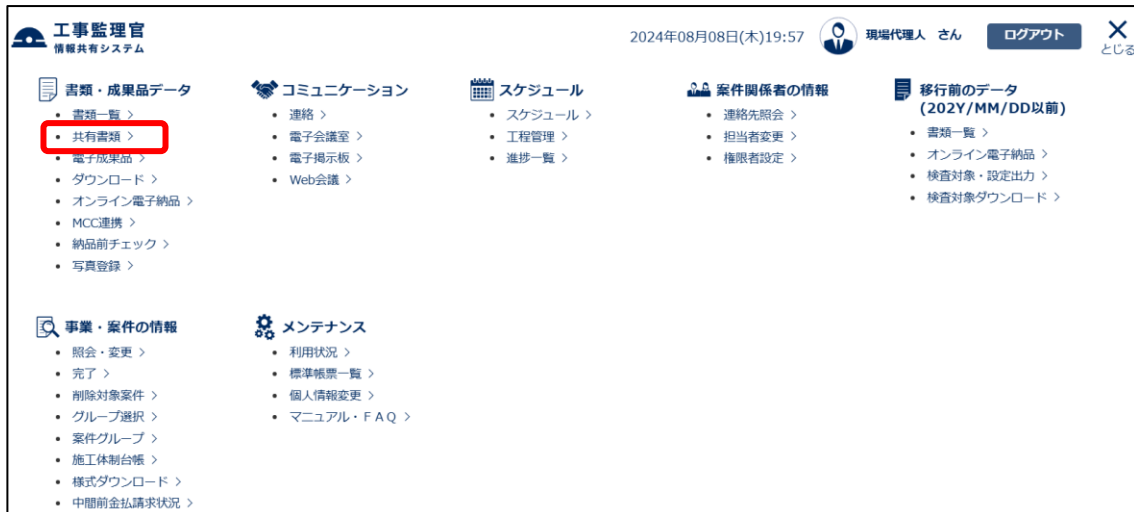 工事監理官
情報共有システム
2024年08月08日(木)19:57
現場代理人 さん
ログアウト
とじる
書類・成果品データ
書類一覧 >
共有書類 >
電子成果品 >
ダウンロード >
オンライン電子納品 >
MCC連携 >
納品前チェック >
写真登録 >
コミュニケーション
連絡 >
電子会議室 >
電子掲示板 >
Web会議 >
スケジュール
スケジュール >
工程管理 >
進捗一覧 >
案件関係者の情報
連絡先照会 >
担当者変更 >
権限者設定 >
移行前のデータ
(202Y/MM/DD以前)
書類一覧 >
オンライン電子納品 >
検査対象・設定出力 >
検査対象ダウンロード >
事業・案件の情報
照会・変更 >
完了 >
削除対象案件 >
グループ選択 >
案件グループ >
施工体制台帳 >
様式ダウンロード >
中間前金払請求状況 >
メンテナンス
利用状況 >
標準帳票一覧 >
個人情報変更 >
マニュアル・ＦＡＱ >